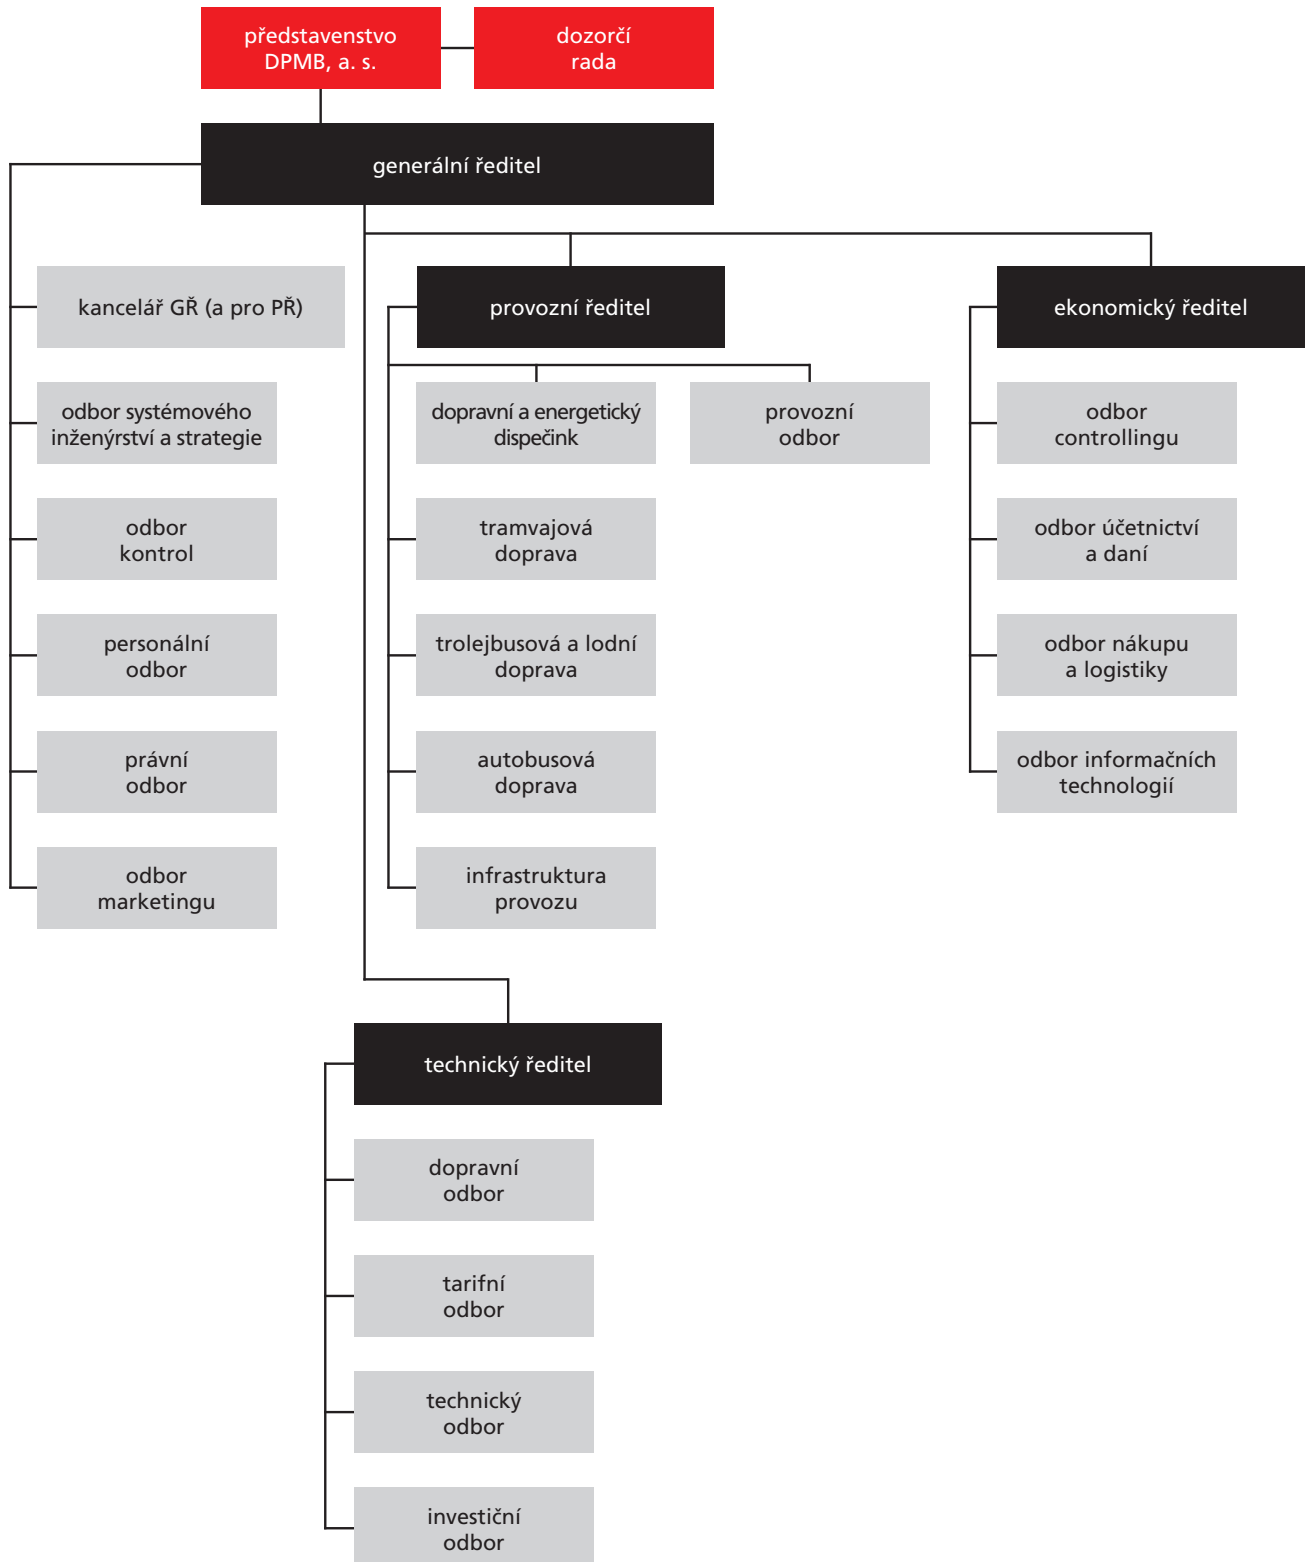 představenstvo
DPMB, a. s.
dozorčí
rada
generální ředitel
kancelář GŘ (a pro PŘ)
odbor systémového
inženýrství a strategie
odbor
kontrol
personální
odbor
právní
odbor
odbor
marketingu
provozní ředitel
dopravní a energetický
dispečink
provozní
odbor
tramvajová
doprava
trolejbusová a lodní
doprava
autobusová
doprava
infrastruktura
provozu
ekonomický ředitel
odbor
controllingu
odbor účetnictví
a daní
odbor nákupu
a logistiky
odbor informačních
technologií
technický ředitel
dopravní
odbor
tarifní
odbor
technický
odbor
investiční
odbor